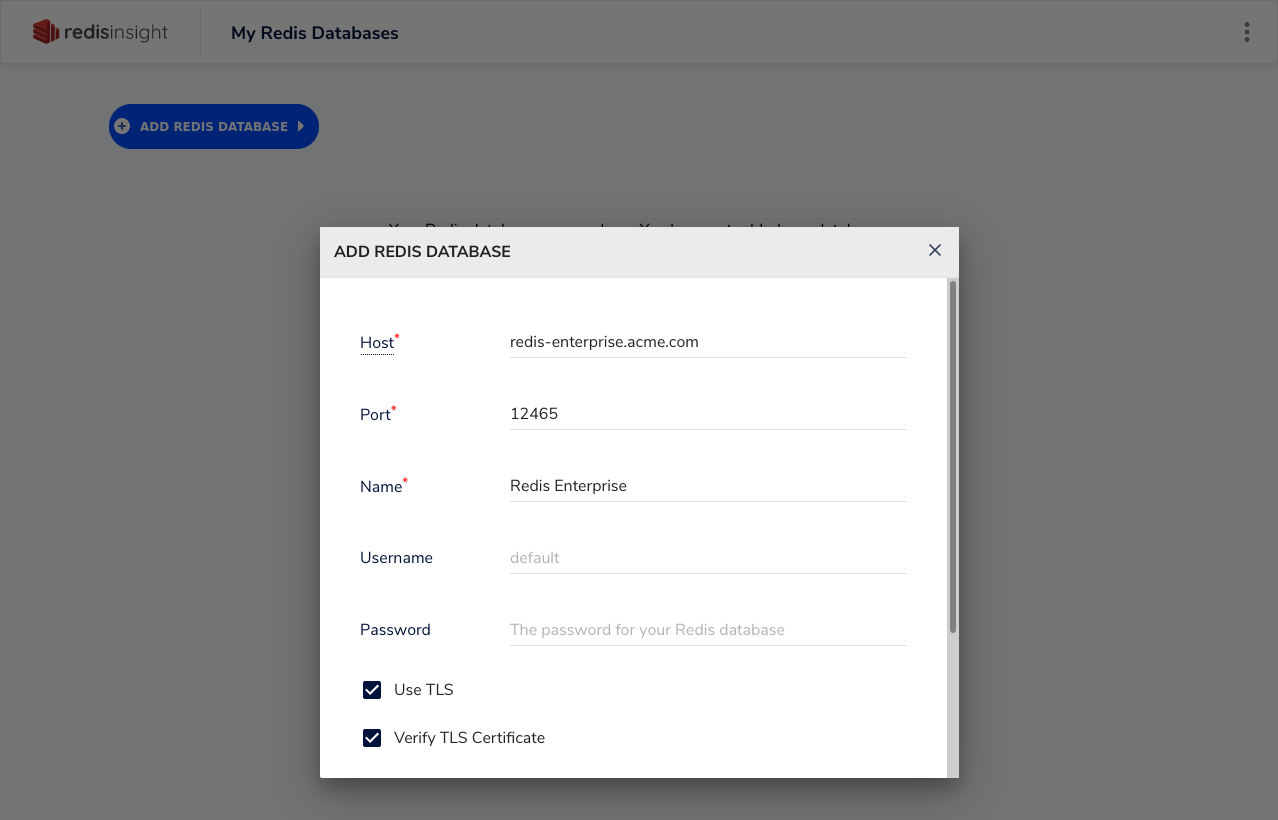 redisinsight
My Redis Databases
ADD REDIS DATABASE
ADD REDIS DATABASE
Host*
redis-enterprise.acme.com
Port*
12465
Name*
Redis Enterprise
Username
default
Password
The password for your Redis database
Use TLS
Verify TLS Certificate